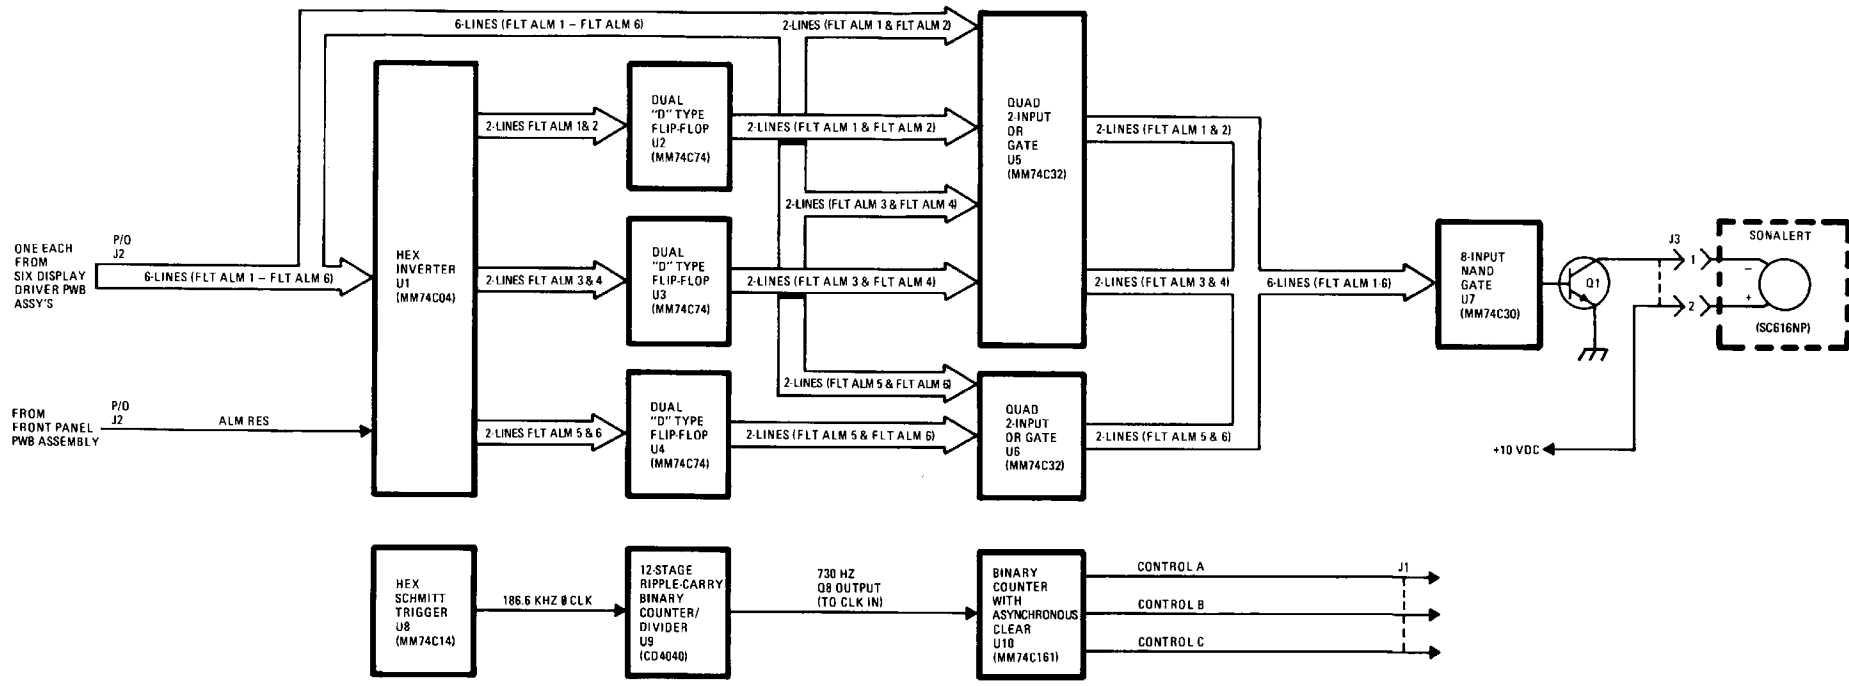 6-LINES (FLT ALM 1 – FLT ALM 6)
2-LINES (FLT ALM 1 & FLT ALM 2)
ONE EACH
FROM
SIX DISPLAY
DRIVER PWB
ASSY'S
P/O
J2
6-LINES (FLT ALM 1 – FLT ALM 6)
FROM
FRONT PANEL
PWB ASSEMBLY
P/O
J2
ALM RES
HEX
INVERTER
U1
(MM74C04)
2-LINES FLT ALM 1& 2
2-LINES FLT ALM 3 & 4
2-LINES FLT ALM 5 & 6
DUAL
"D" TYPE
FLIP-FLOP
U2
(MM74C74)
DUAL
"D" TYPE
FLIP-FLOP
U3
(MM74C74)
DUAL
"D" TYPE
FLIP-FLOP
U4
(MM74C74)
2-LINES (FLT ALM 1 & FLT ALM 2)
2-LINES (FLT ALM 3 & FLT ALM 4)
2-LINES (FLT ALM 3 & FLT ALM 4)
2-LINES (FLT ALM 5 & FLT ALM 6)
2-LINES (FLT ALM 5 & FLT ALM 6)
QUAD
2-INPUT
OR
GATE
U5
(MM74C32)
QUAD
2-INPUT
OR GATE
U6
(MM74C32)
2-LINES (FLT ALM 1 & 2)
2-LINES (FLT ALM 3 & 4)
2-LINES (FLT ALM 5 & 6)
6-LINES (FLT ALM 1-6)
8-INPUT
NAND
GATE
U7
(MM74C30)
Q1
J3
1
2
SONALERT
–
+
(SC616NP)
+10 VDC
HEX
SCHMITT
TRIGGER
U8
(MM74C14)
186.6 KHZ Ø CLK
12-STAGE
RIPPLE-CARRY
BINARY
COUNTER/
DIVIDER
U9
(CD4040)
730 HZ
Q8 OUTPUT
(TO CLK IN)
BINARY
COUNTER
WITH
ASYNCHRONOUS
CLEAR
U10
(MM74C161)
CONTROL A
CONTROL B
CONTROL C
J1